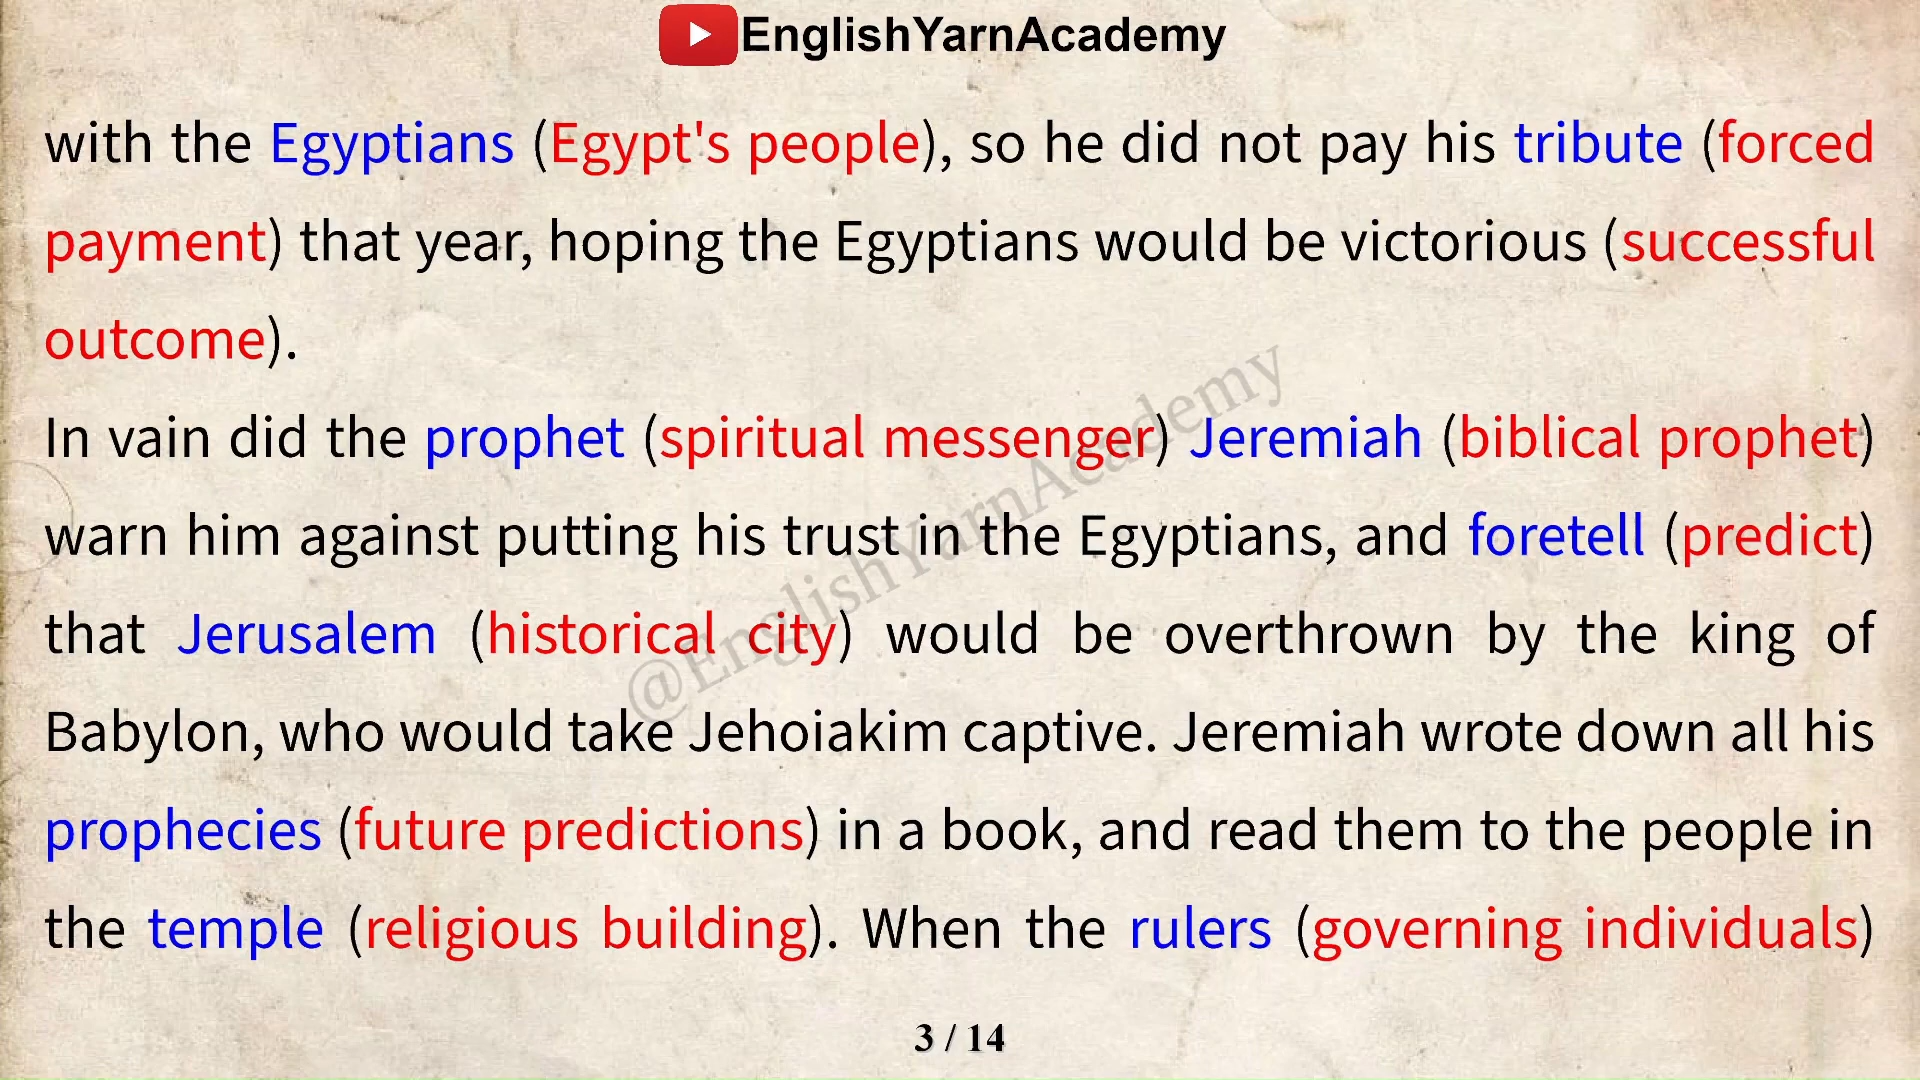 EnglishYarnAcademy
with the Egyptians (Egypt's people), so he did not pay his tribute (forced
payment) that year, hoping the Egyptians would be victorious (successful
outcome).
In vain did the prophet (spiritual messenger) Jeremiah (biblical prophet)
warn him against putting his trust in the Egyptians, and foretell (predict)
that Jerusalem (historical city) would be overthrown by the king of
Babylon, who would take Jehoiakim captive. Jeremiah wrote down all his
prophecies (future predictions) in a book, and read them to the people in
the temple (religious building). When the rulers (governing individuals)
@EnglishYarnAcademy
3 / 14